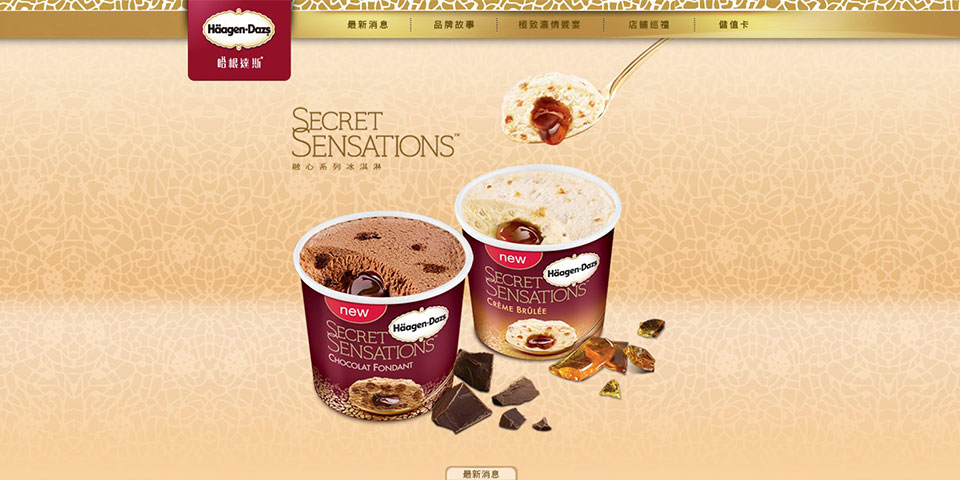 Häagen-Dazs
哈根達斯®
最新消息
品牌故事
極致濃情饗宴
店鋪巡禮
儲值卡
SECRET
SENSATIONS™
融心系列冰淇淋
new
Häagen-Dazs
SECRET
SENSATIONS
CRÈME BRÛLÉE
new
Häagen-Dazs
SECRET
SENSATIONS
CHOCOLAT FONDANT
最新消息